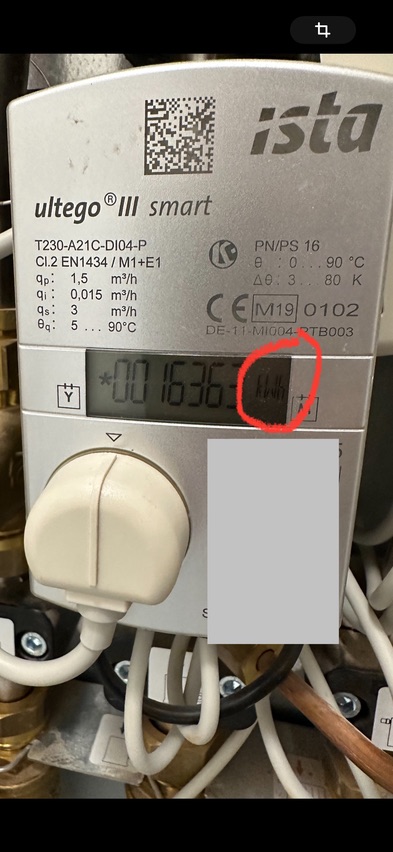 ista
ultego® III smart
T230-A21C-DI04-P
Cl.2 EN1434 / M1+E1
qp: 1,5 m³/h
qi: 0,015 m³/h
qs: 3 m³/h
θq: 5 ... 90°C
PN/PS 16
θ : 0...90 °C
Δθ: 3... 80 K
CE M19 0102
DE-11-MI004-PTB003
Y *0016363 kWh M